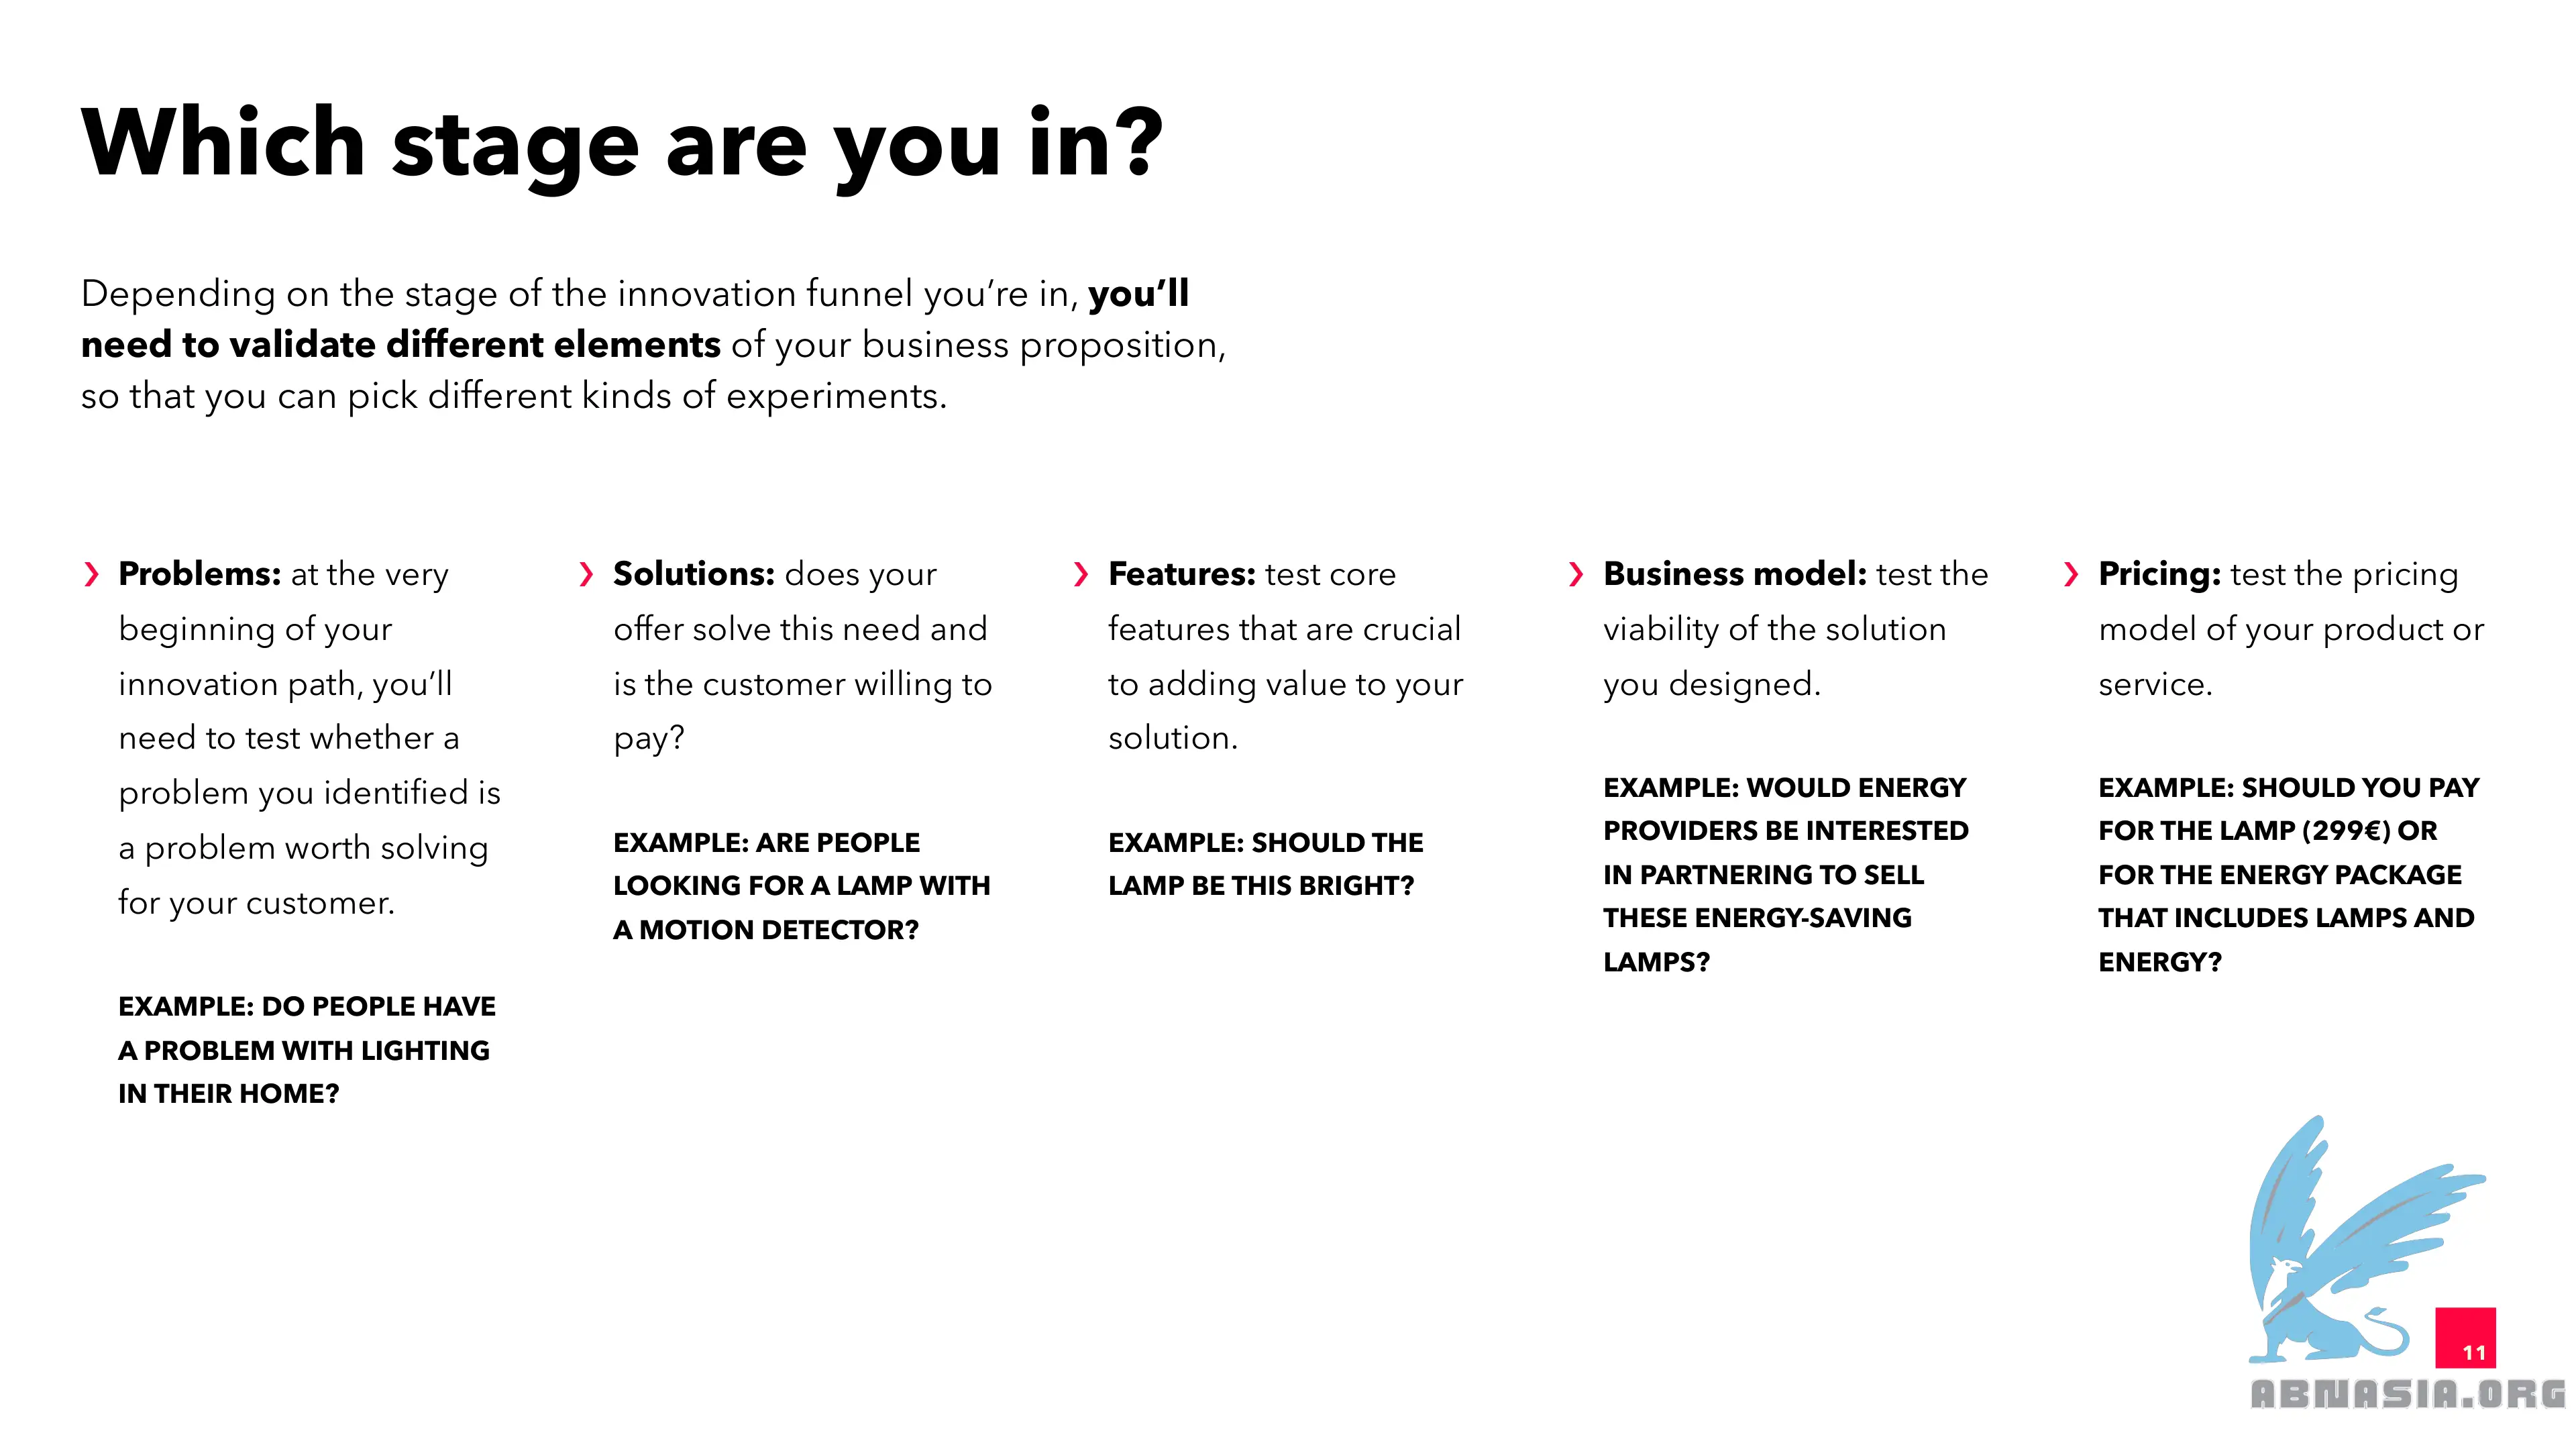 Which stage are you in?
Depending on the stage of the innovation funnel you’re in, you’ll
need to validate different elements of your business proposition,
so that you can pick different kinds of experiments.
❯ Problems: at the very
beginning of your
innovation path, you’ll
need to test whether a
problem you identified is
a problem worth solving
for your customer.
EXAMPLE: DO PEOPLE HAVE
A PROBLEM WITH LIGHTING
IN THEIR HOME?
❯ Solutions: does your
offer solve this need and
is the customer willing to
pay?
EXAMPLE: ARE PEOPLE
LOOKING FOR A LAMP WITH
A MOTION DETECTOR?
❯ Features: test core
features that are crucial
to adding value to your
solution.
EXAMPLE: SHOULD THE
LAMP BE THIS BRIGHT?
❯ Business model: test the
viability of the solution
you designed.
EXAMPLE: WOULD ENERGY
PROVIDERS BE INTERESTED
IN PARTNERING TO SELL
THESE ENERGY-SAVING
LAMPS?
❯ Pricing: test the pricing
model of your product or
service.
EXAMPLE: SHOULD YOU PAY
FOR THE LAMP (299€) OR
FOR THE ENERGY PACKAGE
THAT INCLUDES LAMPS AND
ENERGY?
11
ABNASIA.ORG